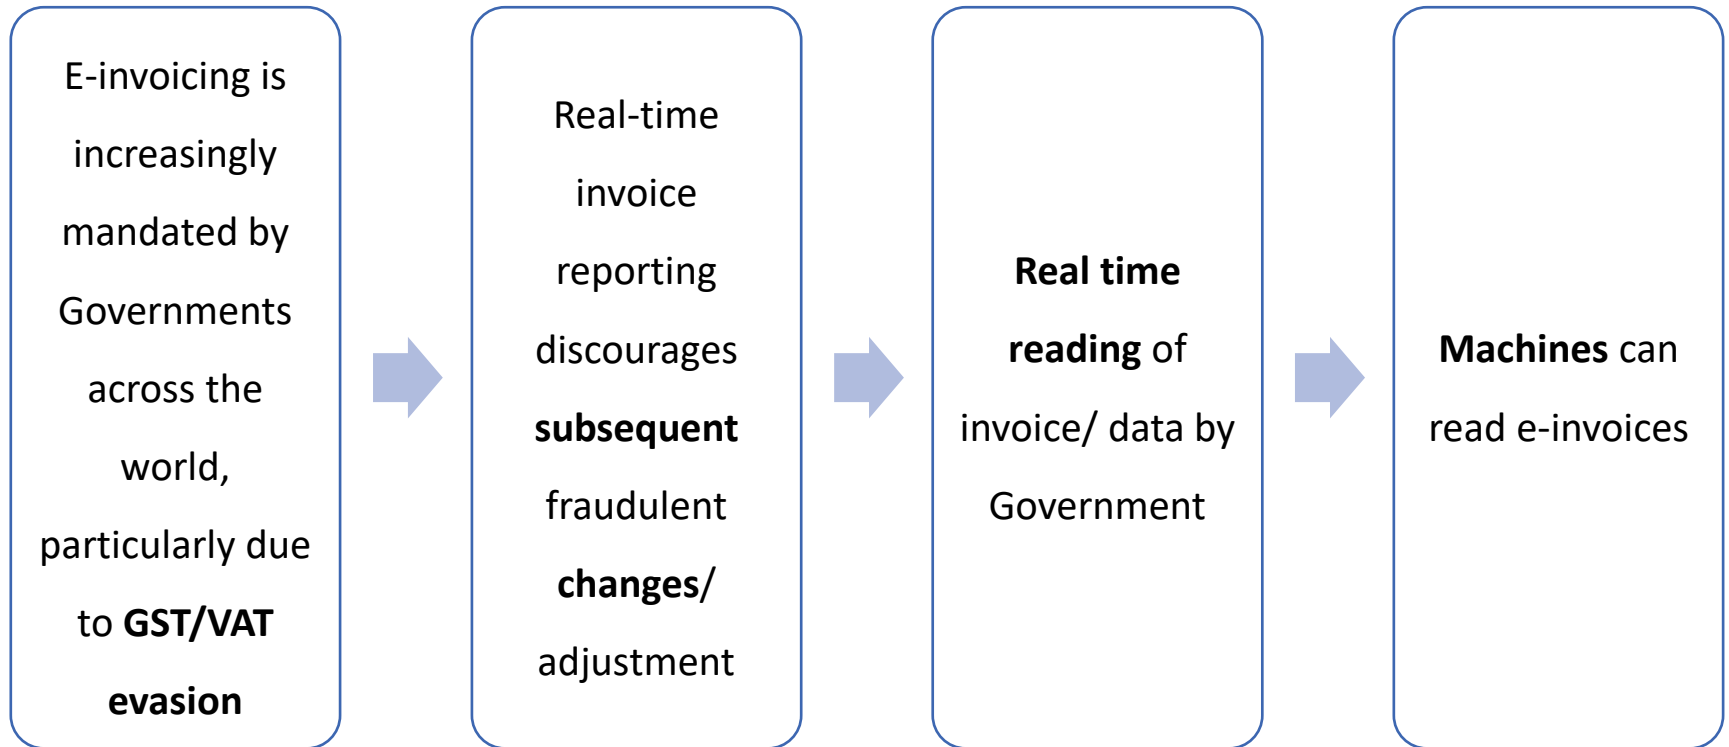 E-invoicing is
increasingly
mandated by
Governments
across the
world,
particularly due
to GST/VAT
evasion
Real-time
invoice
reporting
discourages
subsequent
fraudulent
changes/
adjustment
Real time
reading of
invoice/ data by
Government
Machines can
read e-invoices